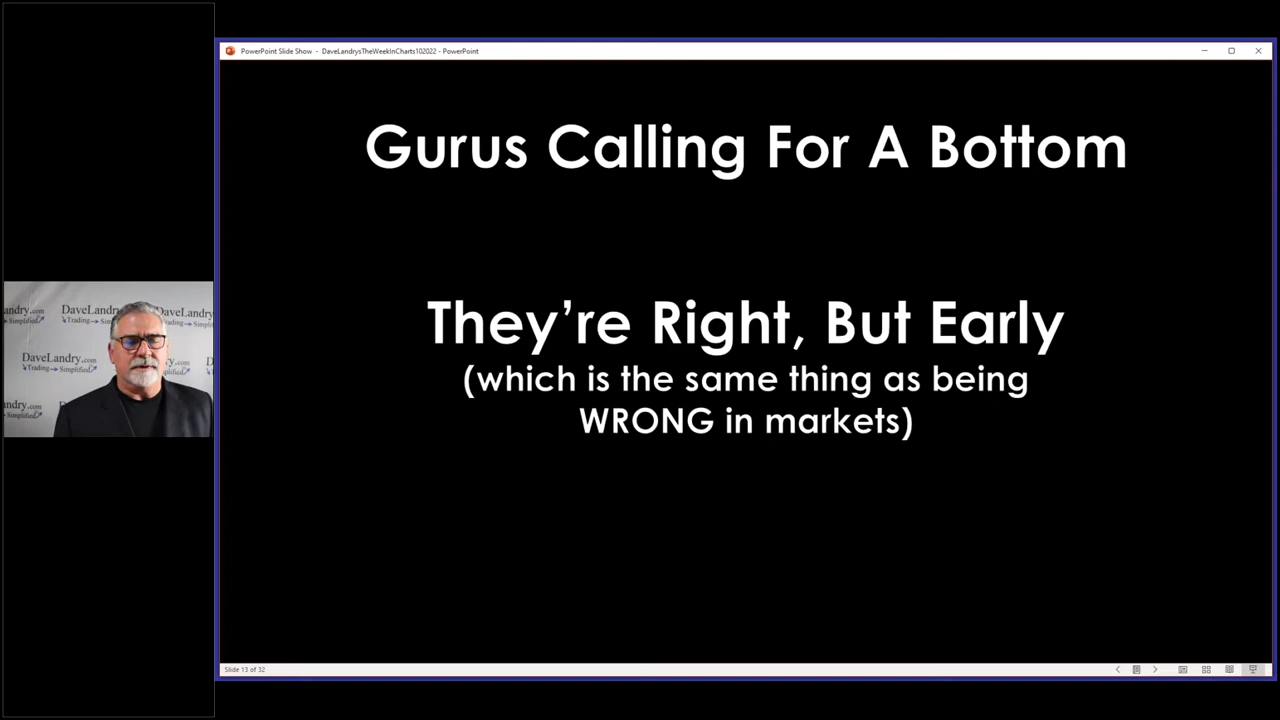 PowerPoint Slide Show - DaveLandrysTheWeekInCharts102022 - PowerPoint
Gurus Calling For A Bottom
They're Right, But Early
(which is the same thing as being
WRONG in markets)
DaveLandry.com
Trading Simplified
Slide 13 of 32